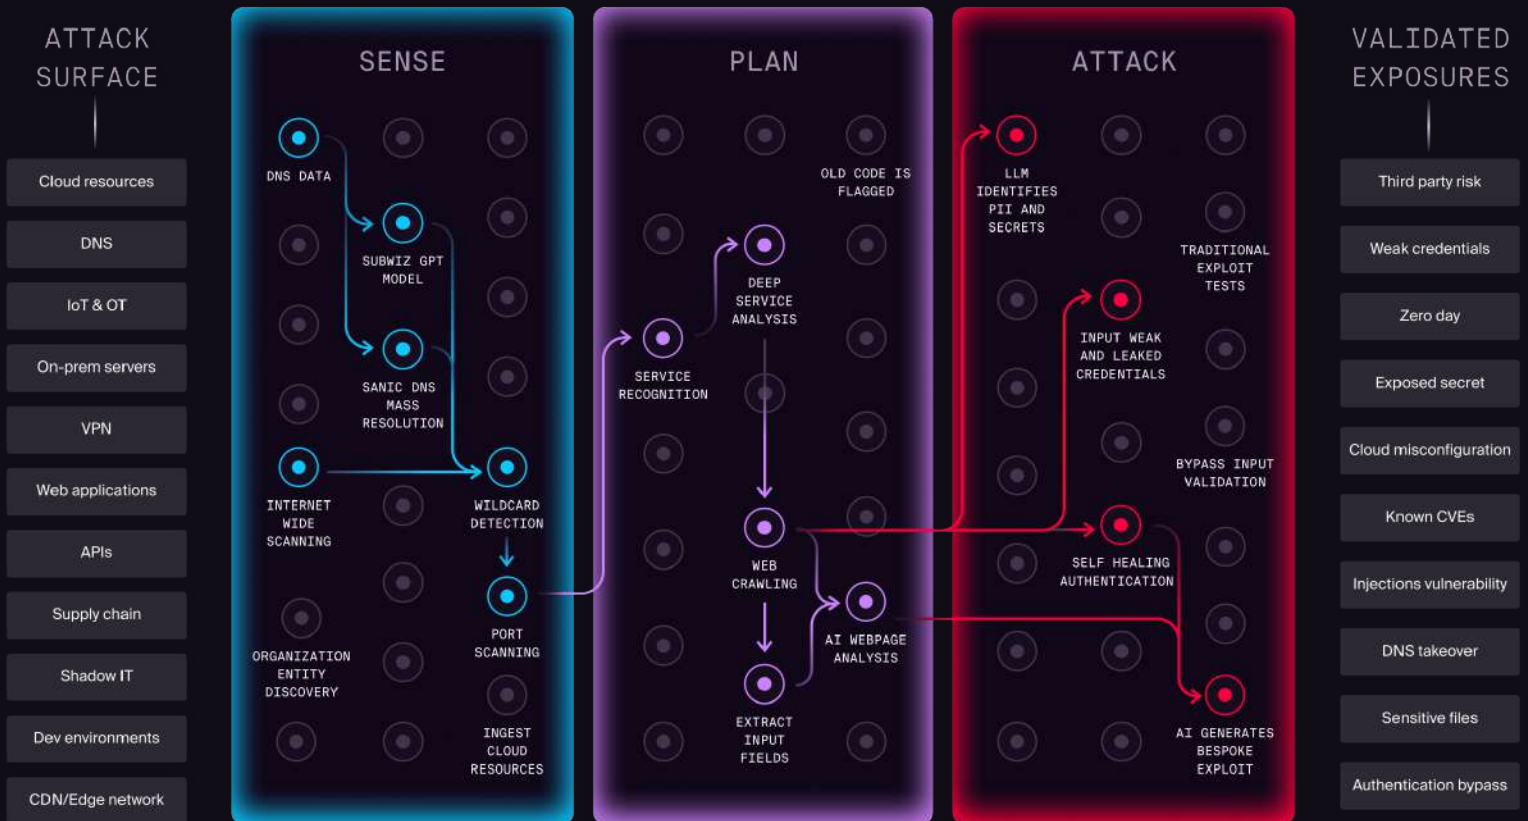 ATTACK
SURFACE
Cloud resources
DNS
IoT & OT
On-prem servers
VPN
Web applications
APIs
Supply chain
Shadow IT
Dev environments
CDN/Edge network
SENSE
DNS DATA
SUBWIZ GPT
MODEL
SANIC DNS
MASS
RESOLUTION
INTERNET
WIDE
SCANNING
WILDCARD
DETECTION
PORT
SCANNING
ORGANIZATION
ENTITY
DISCOVERY
INGEST
CLOUD
RESOURCES
PLAN
OLD CODE IS
FLAGGED
DEEP
SERVICE
ANALYSIS
SERVICE
RECOGNITION
WEB
CRAWLING
AI WEBPAGE
ANALYSIS
EXTRACT
INPUT
FIELDS
ATTACK
LLM
IDENTIFIES
PII AND
SECRETS
TRADITIONAL
EXPLOIT
TESTS
INPUT WEAK
AND LEAKED
CREDENTIALS
BYPASS INPUT
VALIDATION
SELF HEALING
AUTHENTICATION
AI GENERATES
BESPOKE
EXPLOIT
VALIDATED
EXPOSURES
Third party risk
Weak credentials
Zero day
Exposed secret
Cloud misconfiguration
Known CVEs
Injections vulnerability
DNS takeover
Sensitive files
Authentication bypass